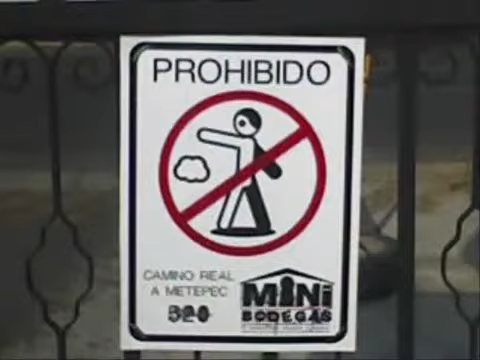 PROHIBIDO
CAMINO REAL
A METEPEC
520
MiNi
BODEGAS